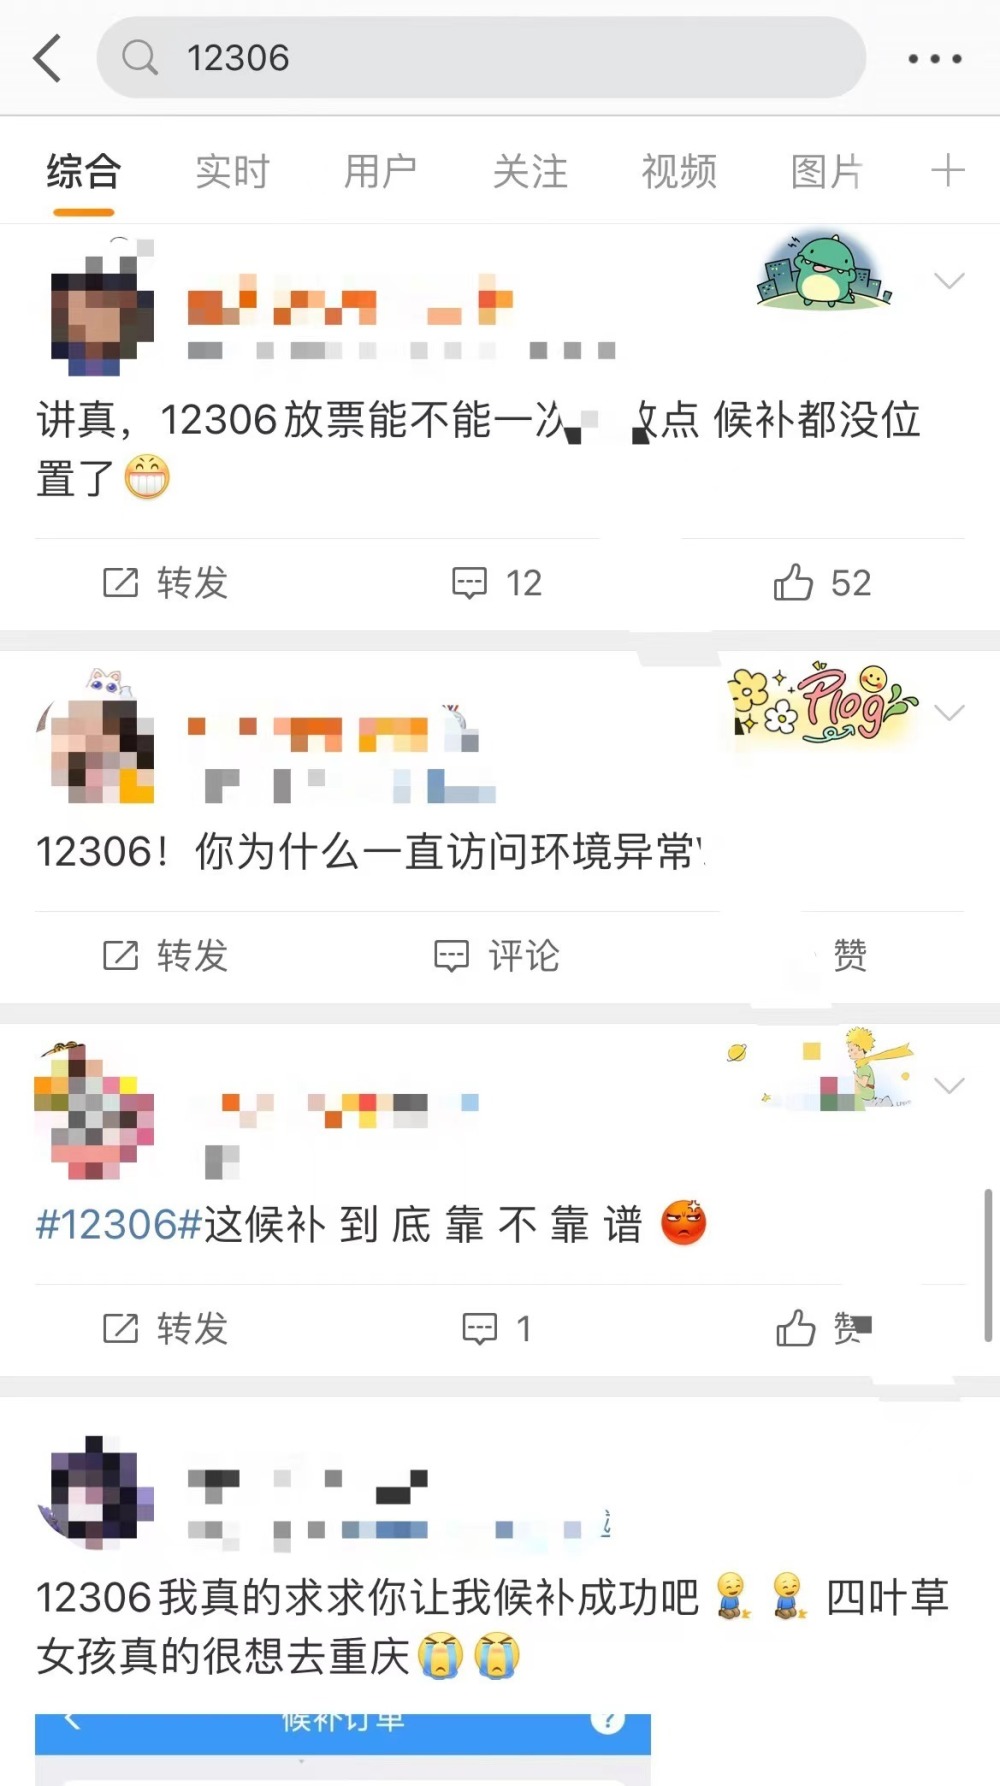 12306
综合 实时 用户 关注 视频 图片
讲真，12306放票能不能一次 放点 候补都没位
置了
转发 12 52
Plog
12306！你为什么一直访问环境异常
转发 评论 赞
#12306#这候补 到 底 靠 不 靠 谱
转发 1 赞
12306我真的求求你让我候补成功吧 四叶草
女孩真的很想去重庆
候补订单